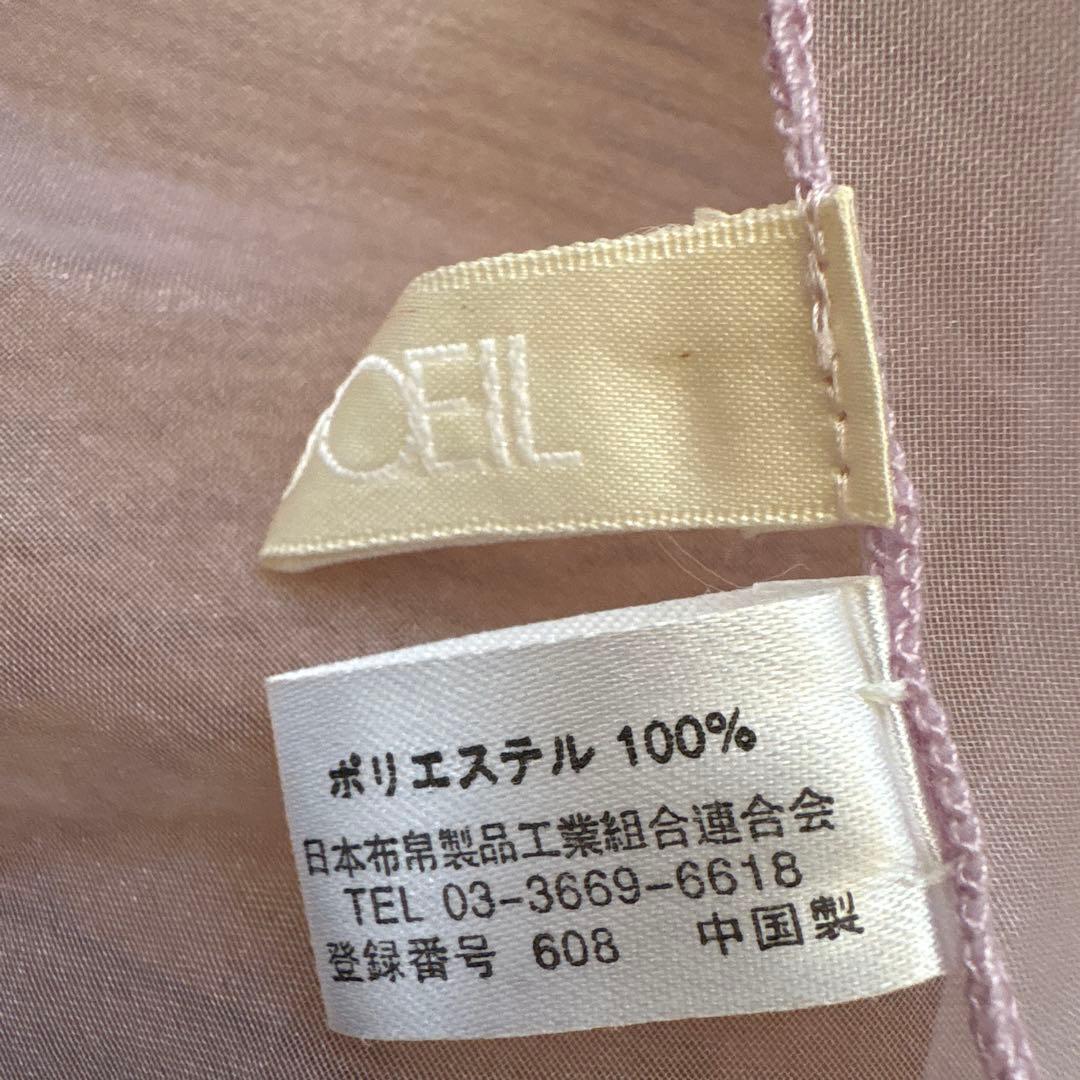 OEIL
ポリエステル 100%
日本布帛製品工業組合連合会
TEL 03-3669-6618
登録番号 608 中国製